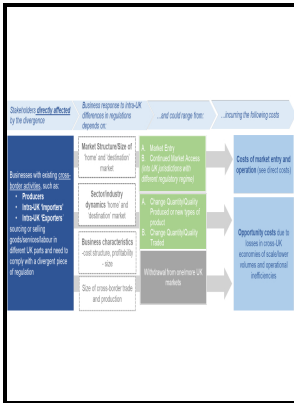 Stakeholders directly affected
by the divergence
Business response to intra-UK
differences in regulations
depends on:
...and could range from:
...incurring the following costs
Businesses with existing cross-
border activities, such as:
• Producers
• Intra-UK 'Importers'
• Intra-UK 'Exporters'
sourcing or selling
goods/services/labour in
different UK parts and need to
comply with a divergent piece
of regulation
Market Structure/Size of
'home' and 'destination'
market
Sector/industry
dynamics 'home' and
'destination' market
Business characteristics
-cost structure, profitability
- size
Size of cross-border trade
and production
A. Market Entry
B. Continued Market Access
(into UK jurisdictions with
different regulatory regime)
A. Change Quantity/Quality
Produced or new types of
product
B. Change Quantity/Quality
Traded
Withdrawal from one/more UK
markets
Costs of market entry and
operation (see direct costs)
Opportunity costs due to
losses in cross-UK
economies of scale/lower
volumes and operational
inefficiencies